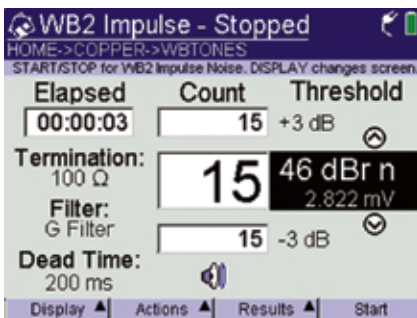 WB2 Impulse - Stopped
HOME->COPPER->WBTONES
START/STOP for WB2 Impulse Noise. DISPLAY changes screen.
Elapsed Count Threshold
00:00:03 15 +3 dB
Termination:
100 Ω
15 46 dBr n
2.822 mV
Filter:
G Filter
15 -3 dB
Dead Time:
200 ms
Display ▲ Actions ▲ Results ▲ Start